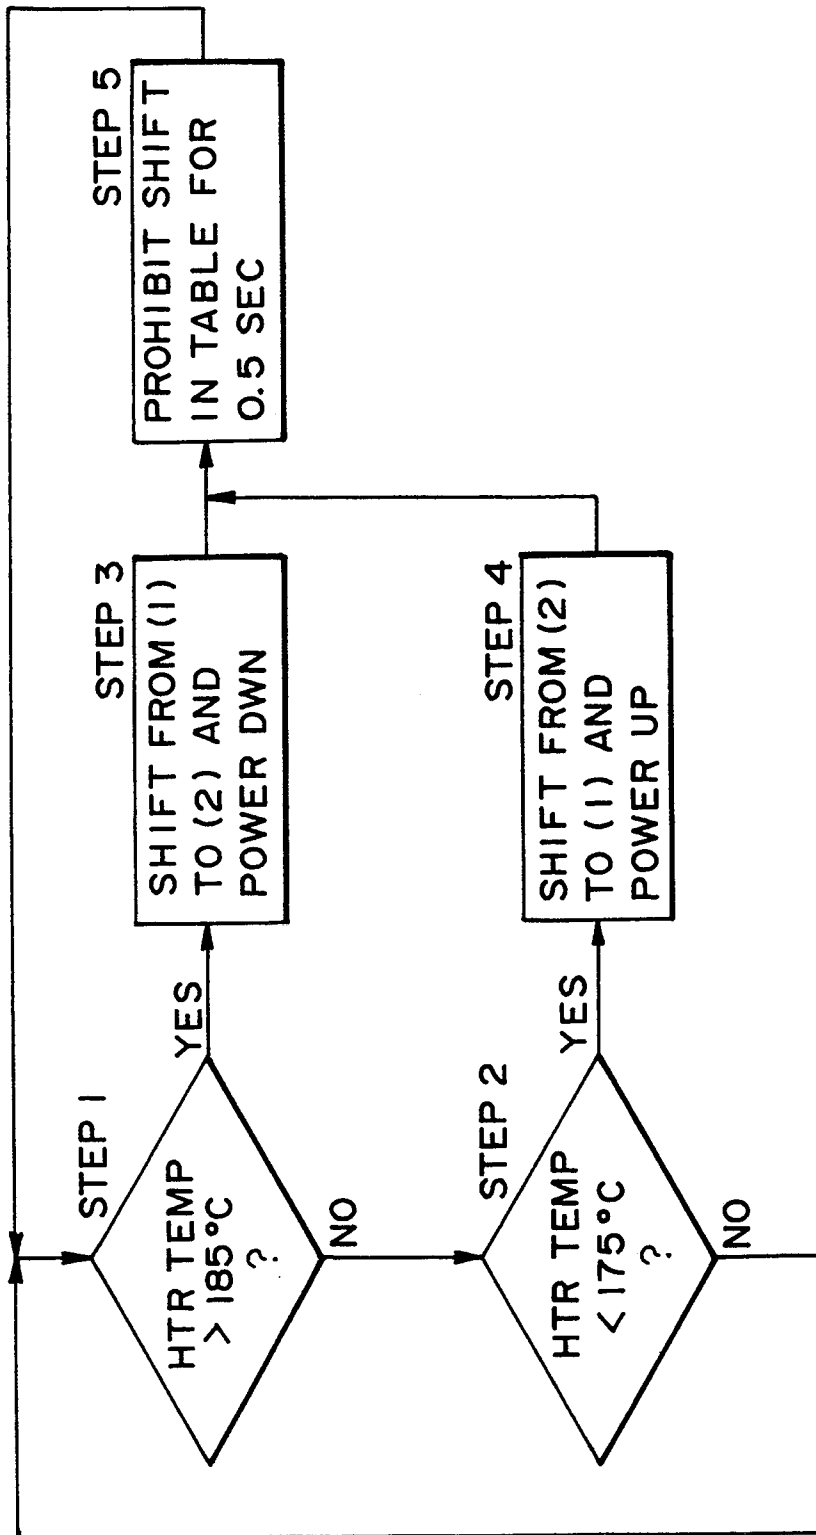 STEP 1
HTR TEMP
> 185°C
?
YES
NO
STEP 3
SHIFT FROM (1)
TO (2) AND
POWER DWN
STEP 5
PROHIBIT SHIFT
IN TABLE FOR
0.5 SEC
STEP 2
HTR TEMP
< 175°C
?
YES
NO
STEP 4
SHIFT FROM (2)
TO (1) AND
POWER UP